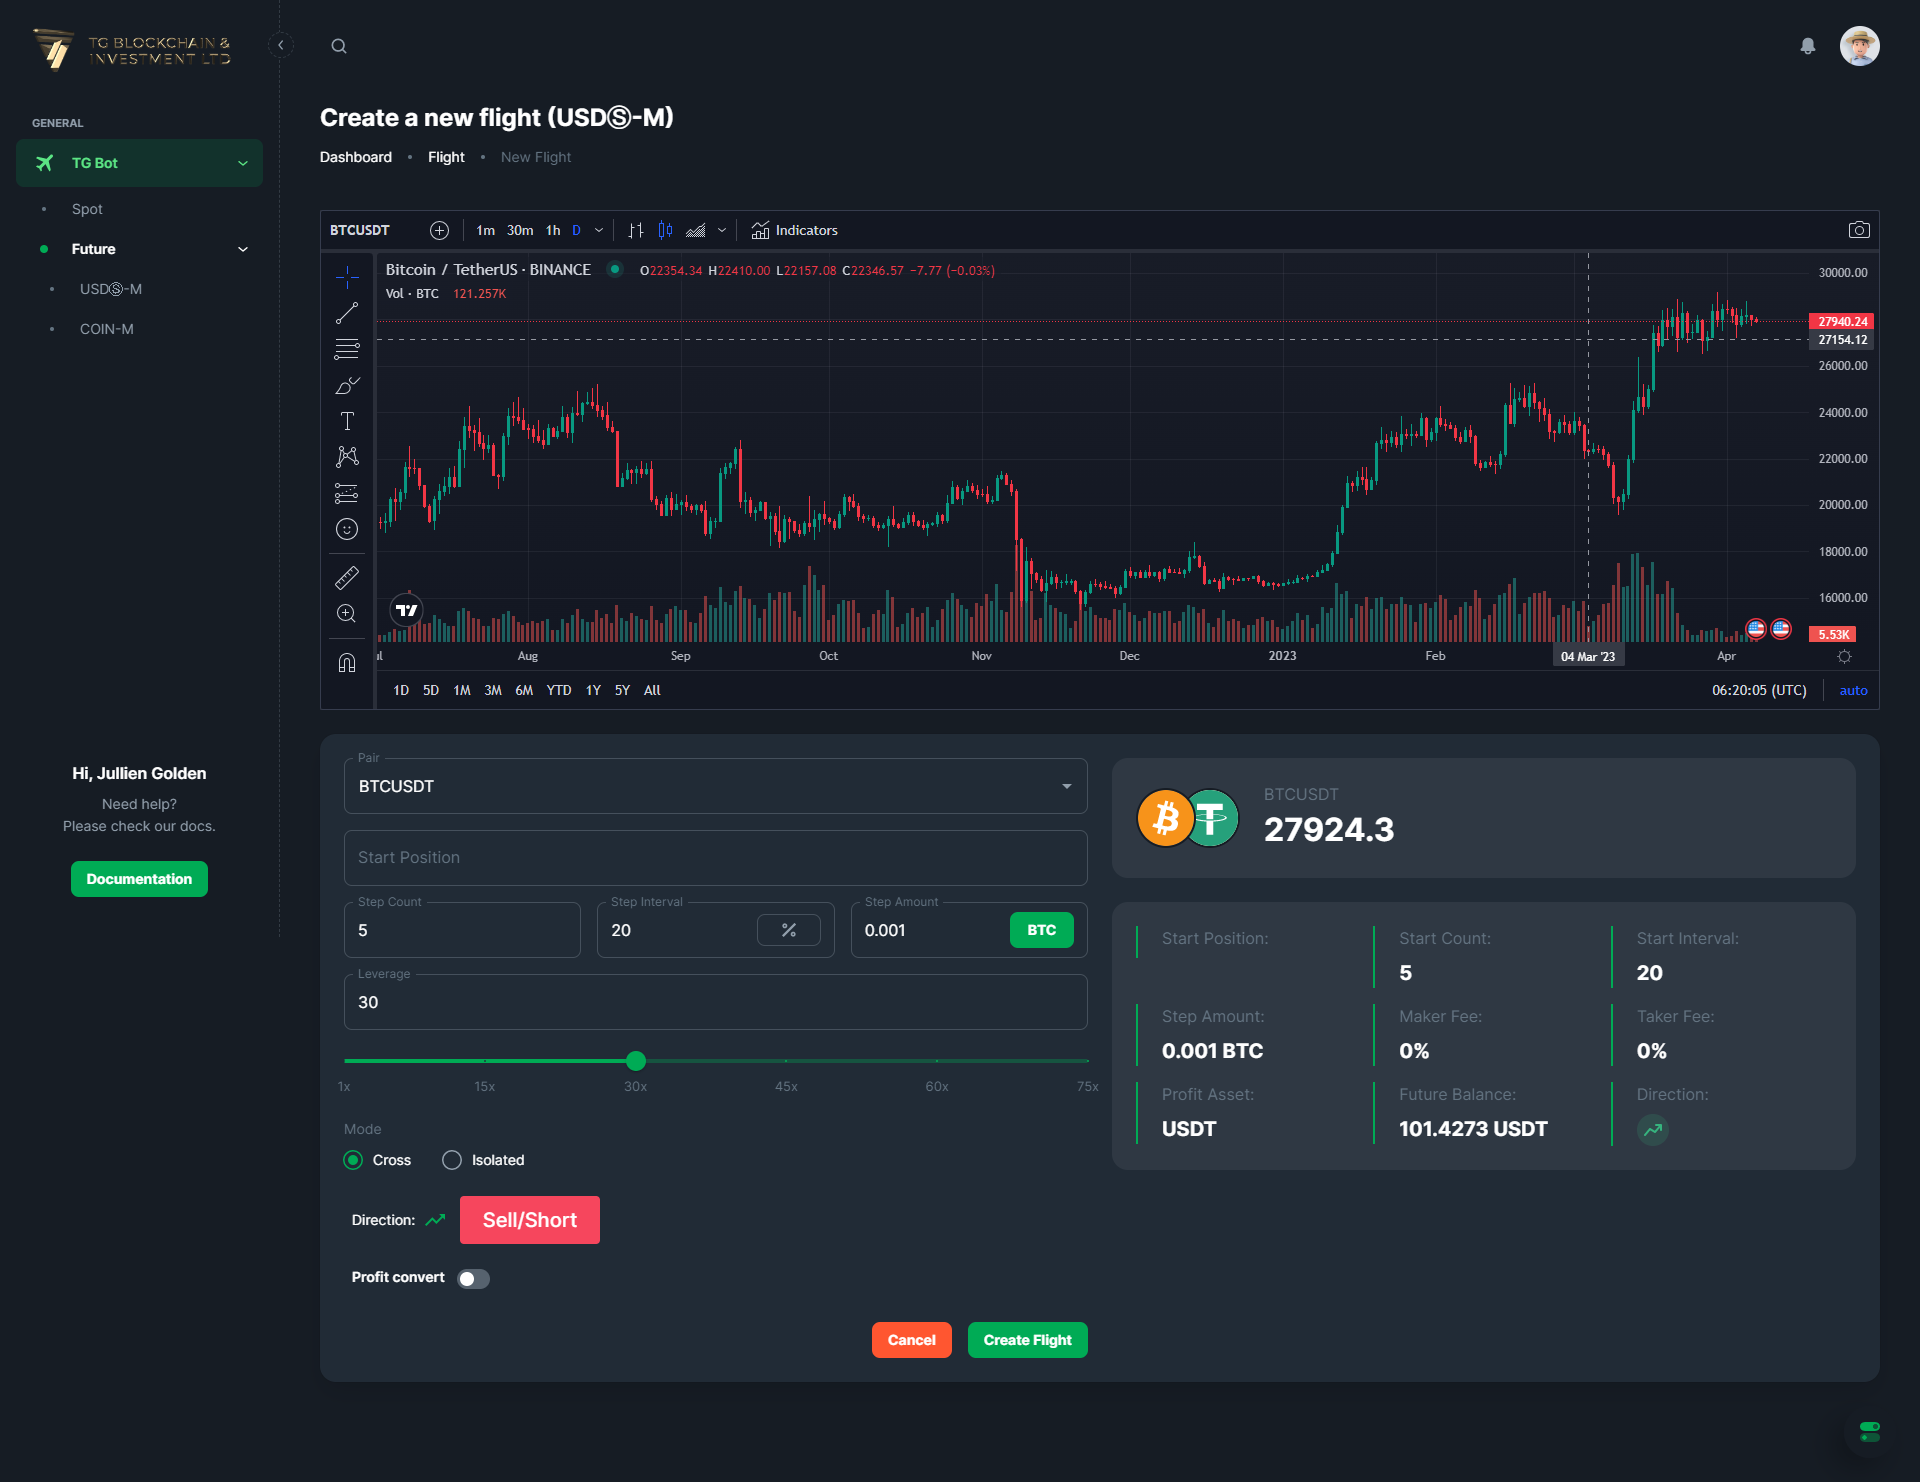 TG BLOCKCHAIN &
INVESTMENT LTD
GENERAL
TG Bot
Spot
Future
USDⓈ-M
COIN-M
Hi, Jullien Golden
Need help?
Please check our docs.
Documentation
Create a new flight (USDⓈ-M)
Dashboard • Flight • New Flight
BTCUSDT 1m 30m 1h D Indicators
Bitcoin / TetherUS · BINANCE O22354.34 H22410.00 L22157.08 C22346.57 −7.77 (−0.03%)
Vol · BTC 121.257K
30000.00
27940.24
27154.12
26000.00
24000.00
22000.00
20000.00
18000.00
16000.00
5.53K
ul Aug Sep Oct Nov Dec 2023 Feb 04 Mar '23 Apr
1D 5D 1M 3M 6M YTD 1Y 5Y All 06:20:05 (UTC) auto
Pair
BTCUSDT
Start Position
Step Count
5
Step Interval
20 %
Step Amount
0.001 BTC
Leverage
30
1x 15x 30x 45x 60x 75x
Mode
Cross Isolated
Direction: Sell/Short
Profit convert
Cancel Create Flight
BTCUSDT
27924.3
Start Position: Start Count: Start Interval:
5 20
Step Amount: Maker Fee: Taker Fee:
0.001 BTC 0% 0%
Profit Asset: Future Balance: Direction:
USDT 101.4273 USDT